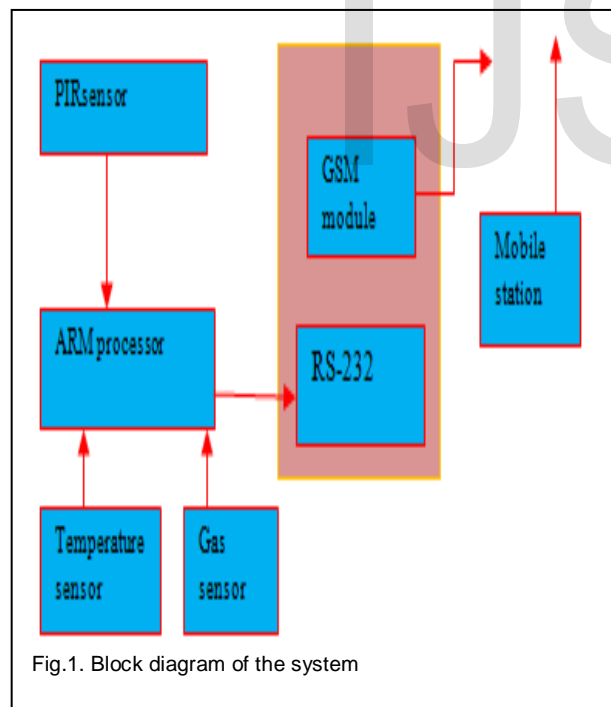 IJS
PIRsensor
GSM
module
Mobile
station
ARM processor
RS-232
Temperature
sensor
Gas
sensor
Fig.1. Block diagram of the system